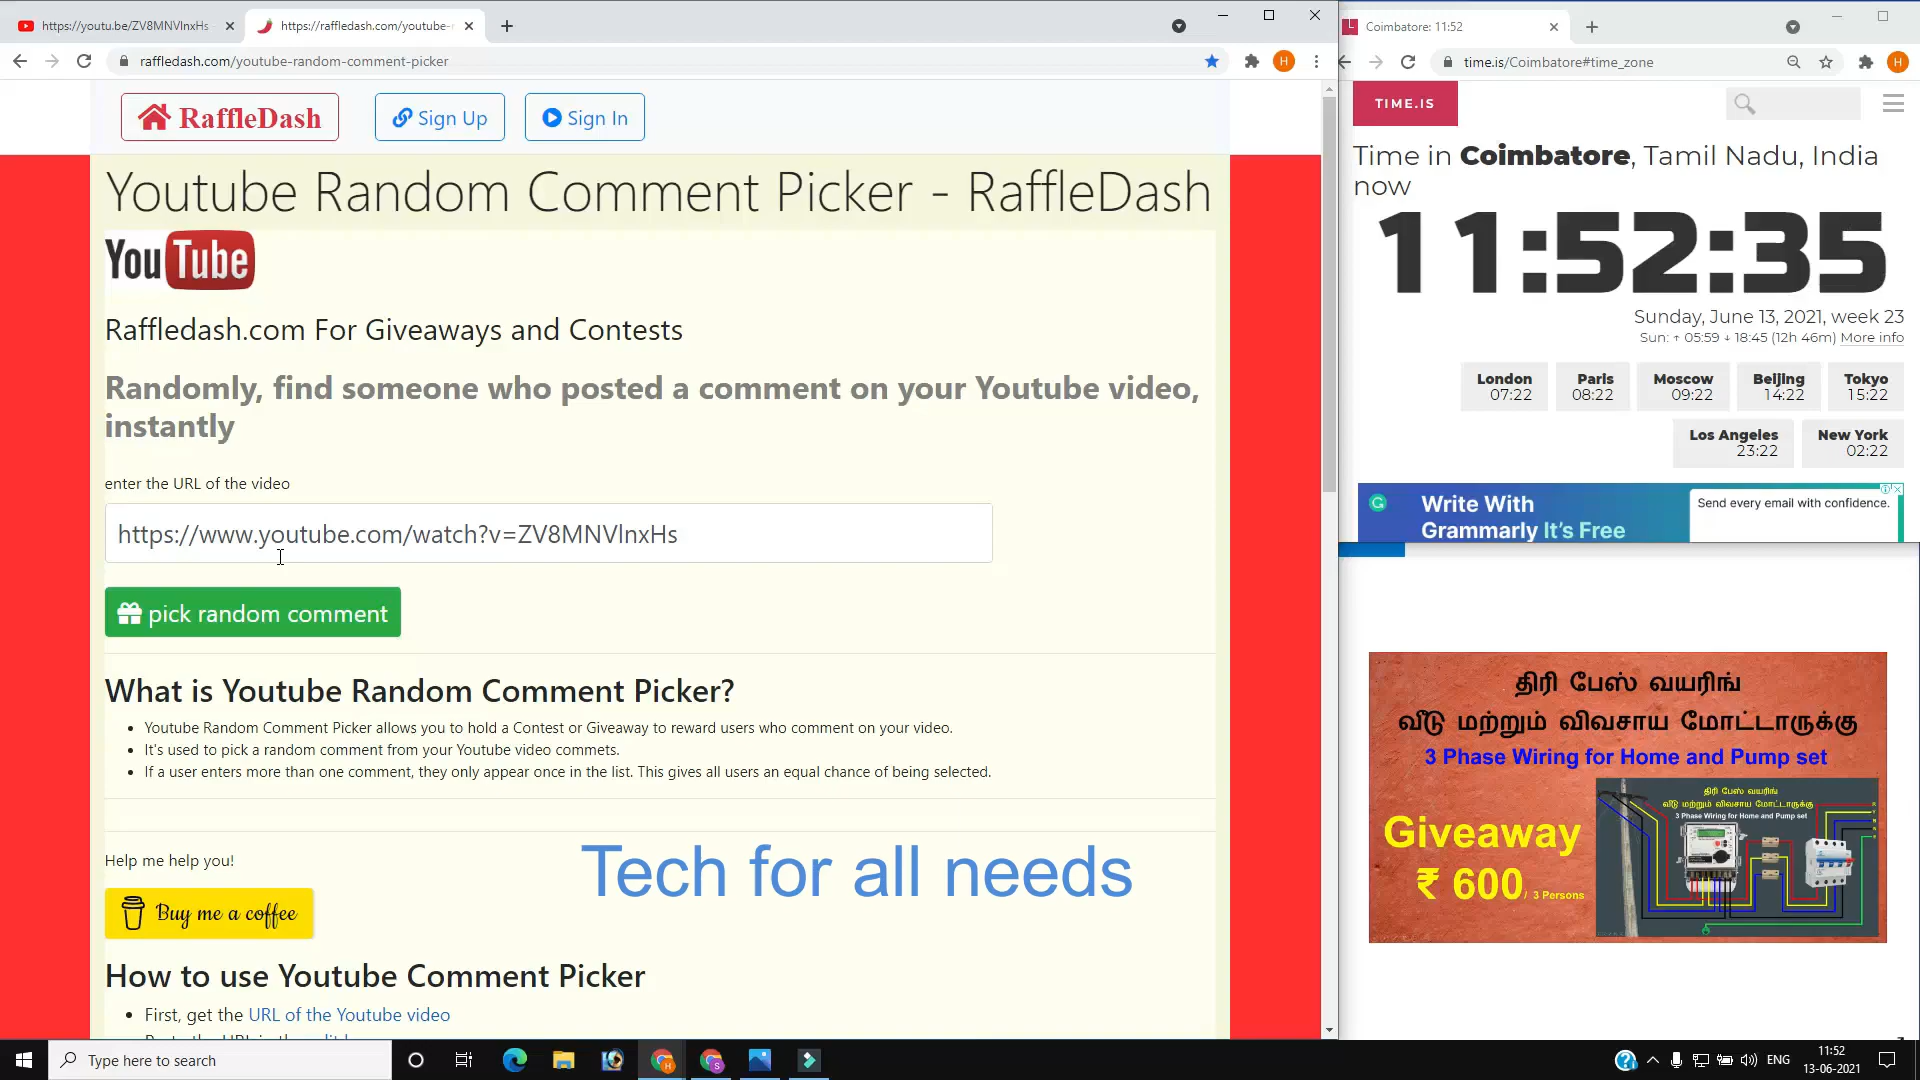 https://youtu.be/ZV8MNVlnxHs
https://raffledash.com/youtube-r
raffledash.com/youtube-random-comment-picker
H
RaffleDash
Sign Up
Sign In
Youtube Random Comment Picker - RaffleDash
YouTube
Raffledash.com For Giveaways and Contests
Randomly, find someone who posted a comment on your Youtube video,
instantly
enter the URL of the video
https://www.youtube.com/watch?v=ZV8MNVlnxHs
pick random comment
What is Youtube Random Comment Picker?
Youtube Random Comment Picker allows you to hold a Contest or Giveaway to reward users who comment on your video.
It's used to pick a random comment from your Youtube video commets.
If a user enters more than one comment, they only appear once in the list. This gives all users an equal chance of being selected.
Help me help you!
Tech for all needs
Buy me a coffee
How to use Youtube Comment Picker
First, get the URL of the Youtube video
Coimbatore: 11:52
time.is/Coimbatore#time_zone
H
TIME.IS
Time in Coimbatore, Tamil Nadu, India
now
11:52:35
Sunday, June 13, 2021, week 23
Sun: ↑ 05:59 ↓ 18:45 (12h 46m) More info
London
07:22
Paris
08:22
Moscow
09:22
Beijing
14:22
Tokyo
15:22
Los Angeles
23:22
New York
02:22
Write With
Grammarly It's Free
Send every email with confidence.
திரி பேஸ் வயரிங்
வீடு மற்றும் விவசாய மோட்டாருக்கு
3 Phase Wiring for Home and Pump set
Giveaway
₹ 600/ 3 Persons
திரி பேஸ் வயரிங்
வீடு மற்றும் விவசாய மோட்டாருக்கு
3 Phase Wiring for Home and Pump set
Type here to search
ENG
11:52
13-06-2021